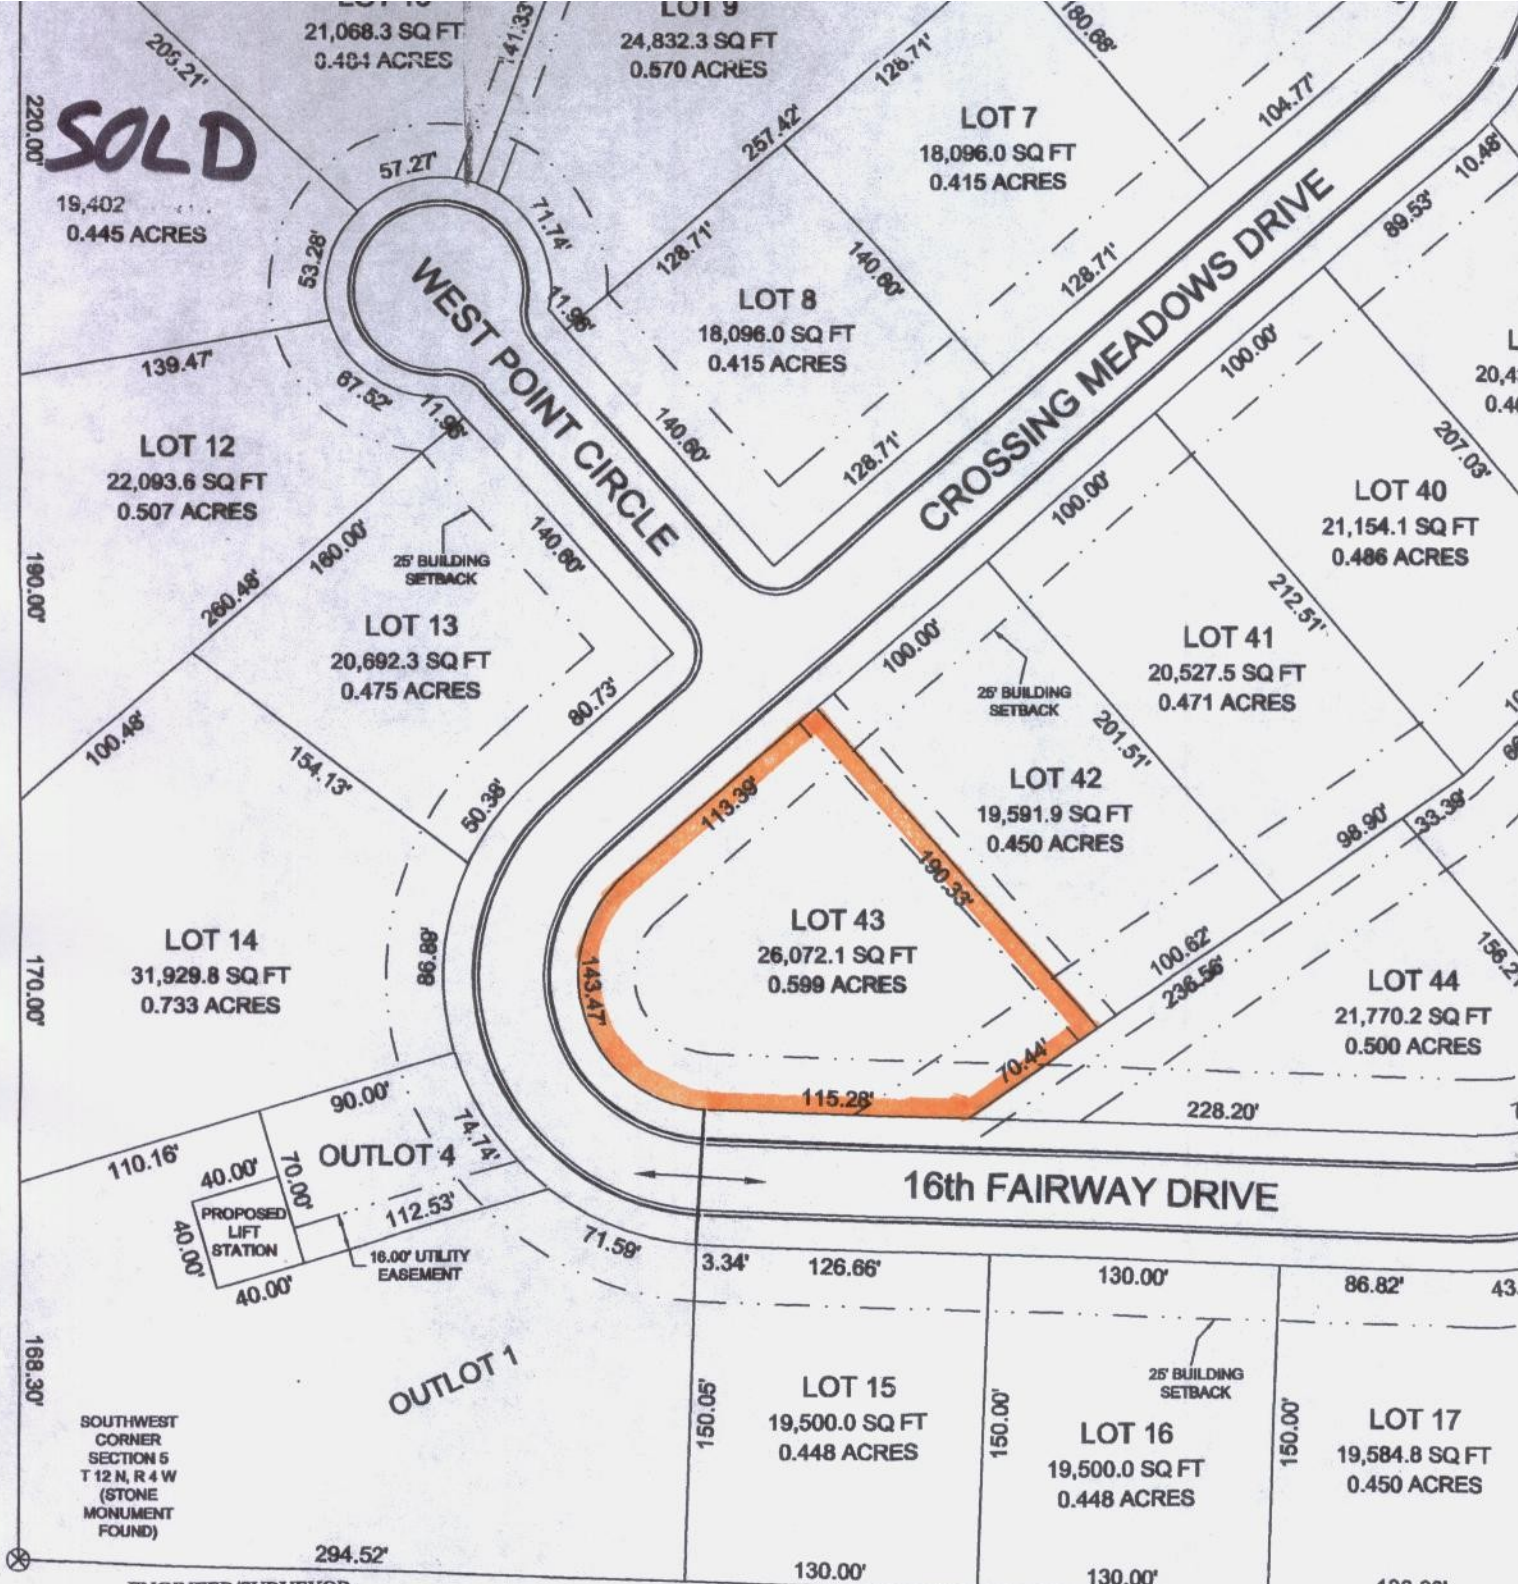 21,068.3 SQ FT
0.484 ACRES
205.21'
141.33'
LOT 9
24,832.3 SQ FT
0.570 ACRES
128.71'
180.68'
104.77'
220.00'
SOLD
19,402
0.445 ACRES
57.27'
53.28'
71.74'
11.98'
257.42'
128.71'
LOT 7
18,096.0 SQ FT
0.415 ACRES
10.48'
89.53'
140.60'
128.71'
LOT 8
18,096.0 SQ FT
0.415 ACRES
WEST POINT CIRCLE
CROSSING MEADOWS DRIVE
139.47'
67.52'
11.98'
140.60'
128.71'
100.00'
207.03'
LOT 12
22,093.6 SQ FT
0.507 ACRES
190.00'
260.48'
160.00'
25' BUILDING
SETBACK
140.60'
100.00'
LOT 40
21,154.1 SQ FT
0.486 ACRES
212.51'
LOT 13
20,692.3 SQ FT
0.475 ACRES
80.73'
100.00'
25' BUILDING
SETBACK
LOT 41
20,527.5 SQ FT
0.471 ACRES
201.51'
100.48'
154.13'
50.38'
113.39'
LOT 42
19,591.9 SQ FT
0.450 ACRES
98.90'
33.39'
190.33'
LOT 14
31,929.8 SQ FT
0.733 ACRES
170.00'
86.89'
143.47'
LOT 43
26,072.1 SQ FT
0.599 ACRES
100.62'
236.56'
LOT 44
21,770.2 SQ FT
0.500 ACRES
70.44'
115.28'
228.20'
90.00'
110.16'
74.74'
OUTLOT 4
40.00'
70.00'
PROPOSED
LIFT
STATION
40.00'
40.00'
112.53'
16.00' UTILITY
EASEMENT
16th FAIRWAY DRIVE
71.59'
3.34'
126.66'
130.00'
86.82'
25' BUILDING
SETBACK
168.30'
OUTLOT 1
150.05'
LOT 15
19,500.0 SQ FT
0.448 ACRES
150.00'
LOT 16
19,500.0 SQ FT
0.448 ACRES
150.00'
LOT 17
19,584.8 SQ FT
0.450 ACRES
SOUTHWEST
CORNER
SECTION 5
T 12 N, R 4 W
(STONE
MONUMENT
FOUND)
294.52'
130.00'
130.00'